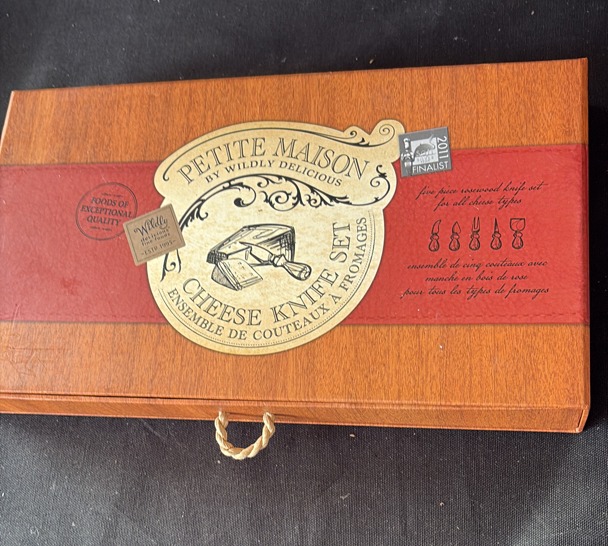 PETITE MAISON
BY WILDLY DELICIOUS
CHEESE KNIFE SET
ENSEMBLE DE COUTEAUX À FROMAGES
FOODS OF
EXCEPTIONAL
QUALITY
Wildly
DELICIOUS
ESTD 1993
2011
FINALIST
five piece rosewood knife set
for all cheese types
ensemble de cinq couteaux avec
manche en bois de rose
pour tous les types de fromages